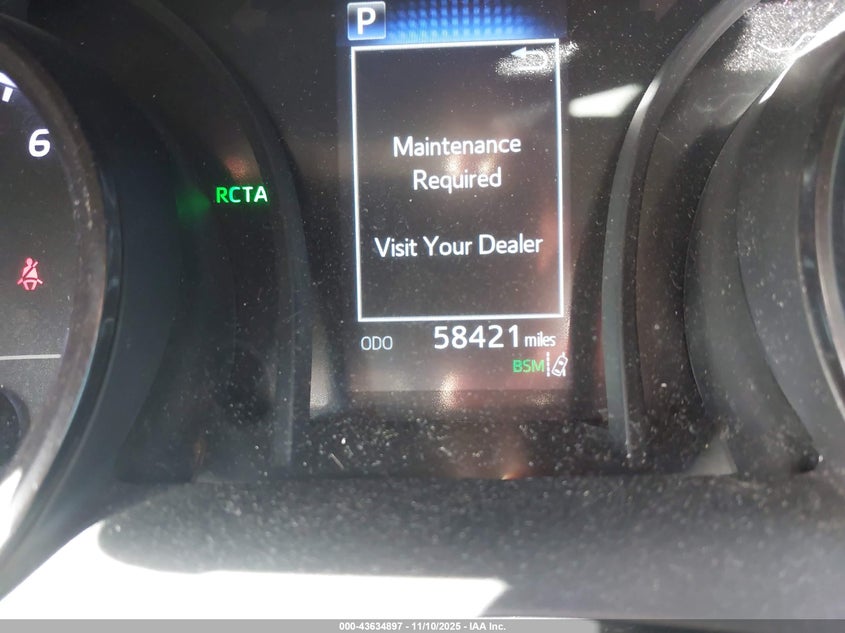 P
6
RCTA
Maintenance
Required
Visit Your Dealer
ODO 58421 miles
BSM
000-43634897 - 11/10/2025 - IAA Inc.